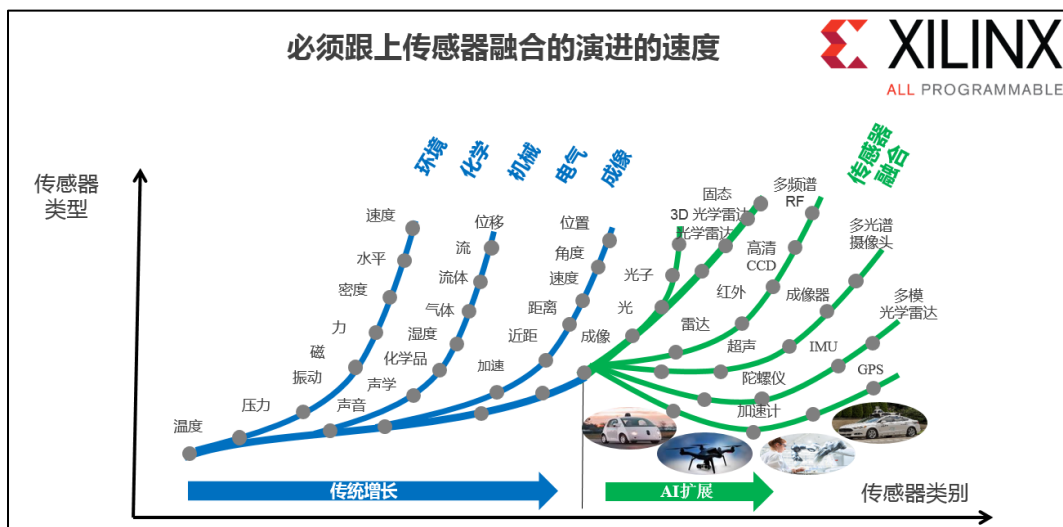 必须跟上传感器融合的演进的速度
XILINX
ALL PROGRAMMABLE
传感器
类型
环境
化学
机械
电气
成像
传感器
融合
速度
水平
密度
力
磁
振动
压力
温度
位移
流
流体
气体
湿度
化学品
声学
声音
位置
角度
速度
距离
近距
加速
成像
固态
3D 光学雷达
光学雷达
光子
光
多频谱
RF
高清
CCD
红外
雷达
多光谱
摄像头
成像器
超声
多模
光学雷达
IMU
陀螺仪
GPS
加速计
传统增长
AI扩展
传感器类别